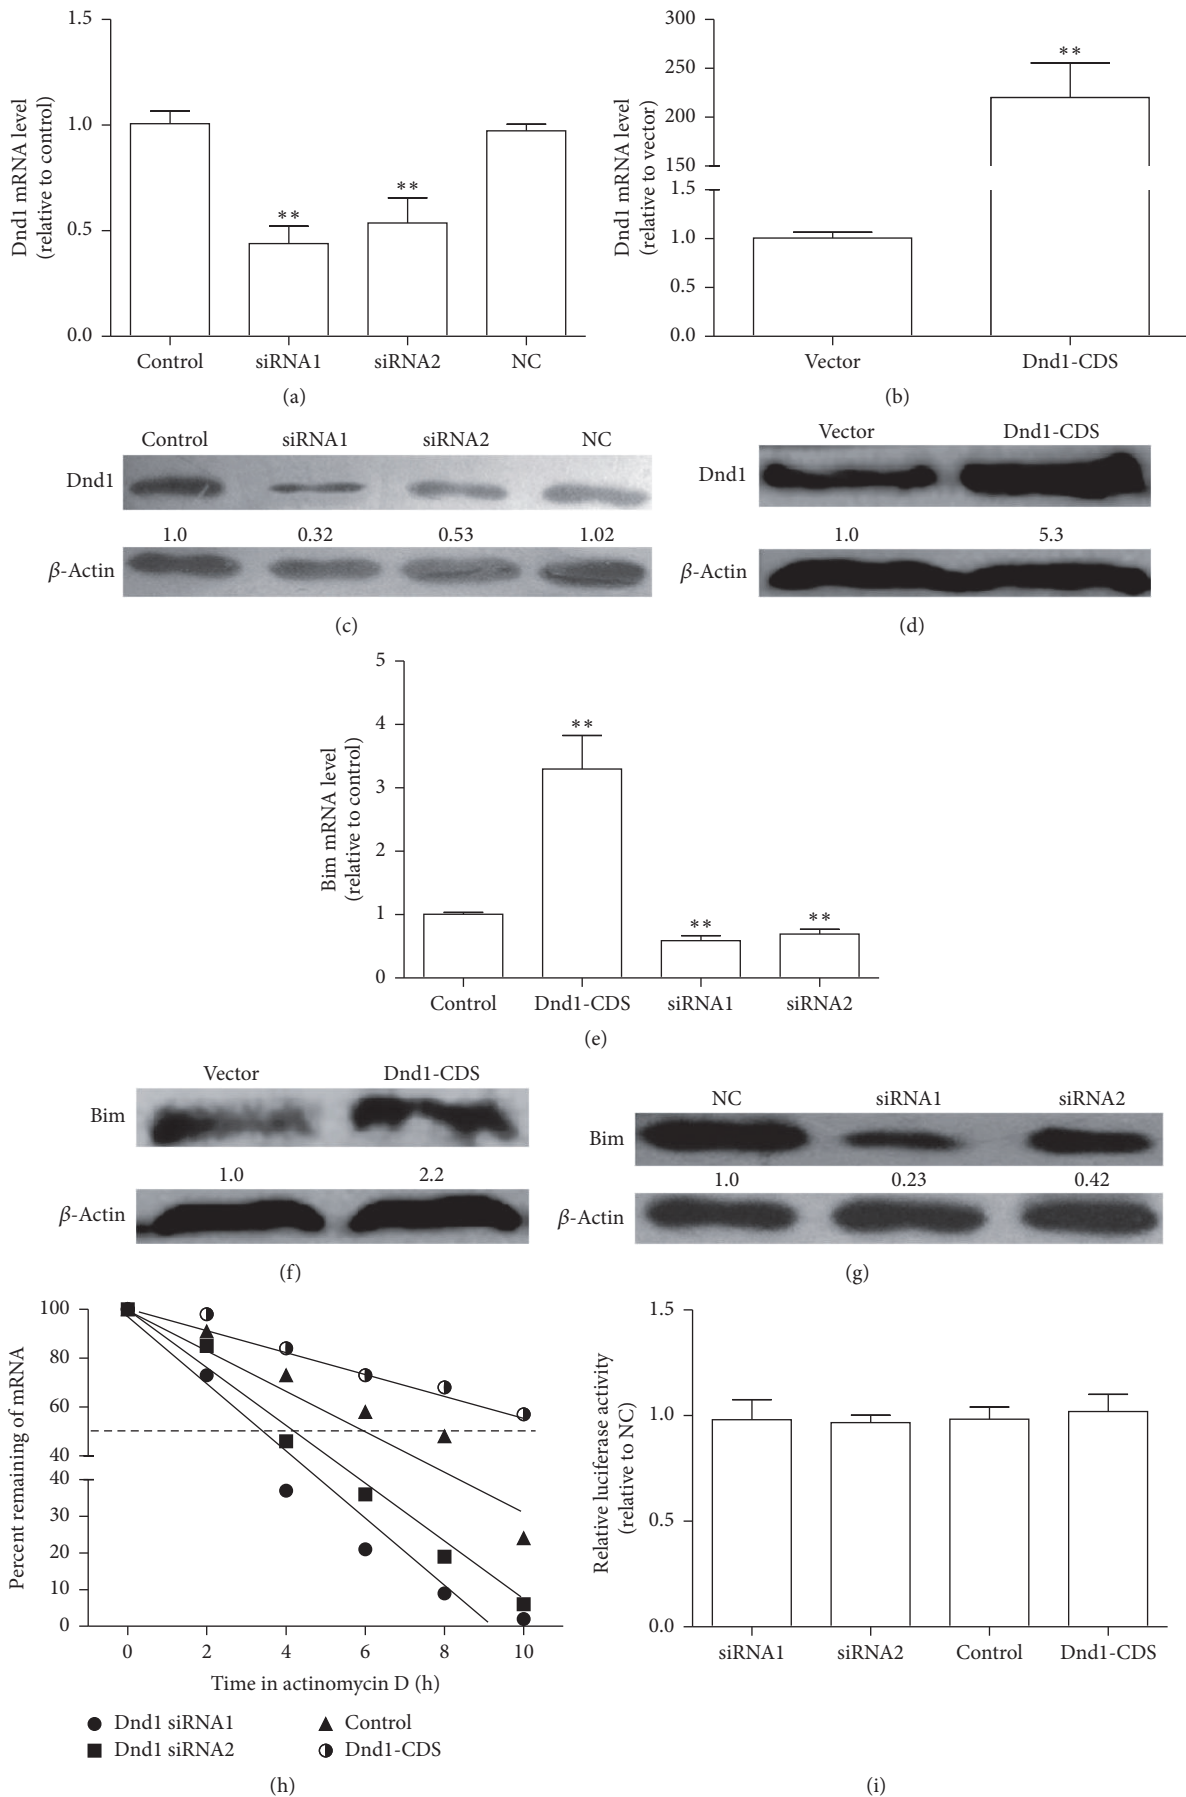 1.5
1.0
0.5
0.0
Dnd1 mRNA level
(relative to control)
**
**
Control
siRNA1
siRNA2
NC
(a)
300
250
200
150
1.5
1.0
0.5
0.0
Dnd1 mRNA level
(relative to vector)
**
Vector
Dnd1-CDS
(b)
Control
siRNA1
siRNA2
NC
Dnd1
1.0
0.32
0.53
1.02
β-Actin
(c)
Vector
Dnd1-CDS
Dnd1
1.0
5.3
β-Actin
(d)
5
4
3
2
1
0
Bim mRNA level
(relative to control)
**
**
**
Control
Dnd1-CDS
siRNA1
siRNA2
(e)
Vector
Dnd1-CDS
Bim
1.0
2.2
β-Actin
(f)
NC
siRNA1
siRNA2
Bim
1.0
0.23
0.42
β-Actin
(g)
100
80
60
40
40
30
20
10
0
Percent remaining of mRNA
0
2
4
6
8
10
Time in actinomycin D (h)
Dnd1 siRNA1
Control
Dnd1 siRNA2
Dnd1-CDS
(h)
1.5
1.0
0.5
0.0
Relative luciferase activity
(relative to NC)
siRNA1
siRNA2
Control
Dnd1-CDS
(i)